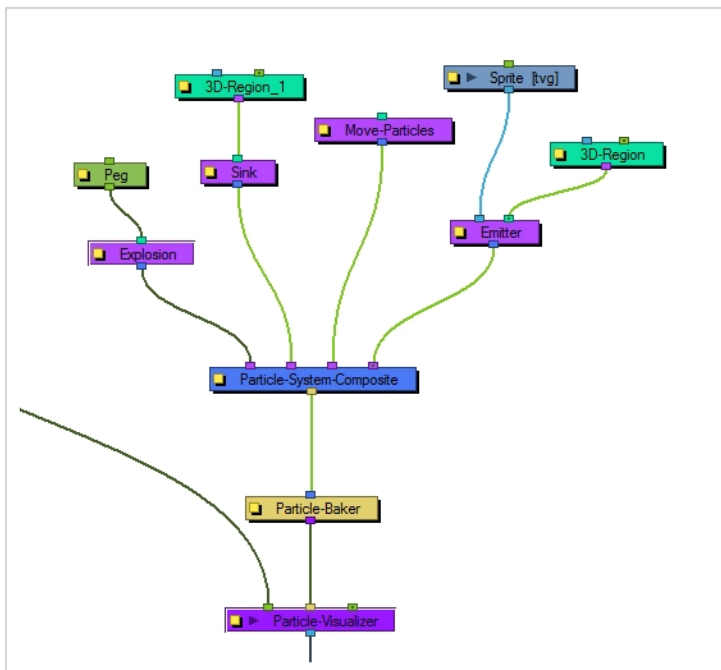 3D-Region_1
Sprite [tvg]
Move-Particles
3D-Region
Peg
Sink
Emitter
Explosion
Particle-System-Composite
Particle-Baker
Particle-Visualizer